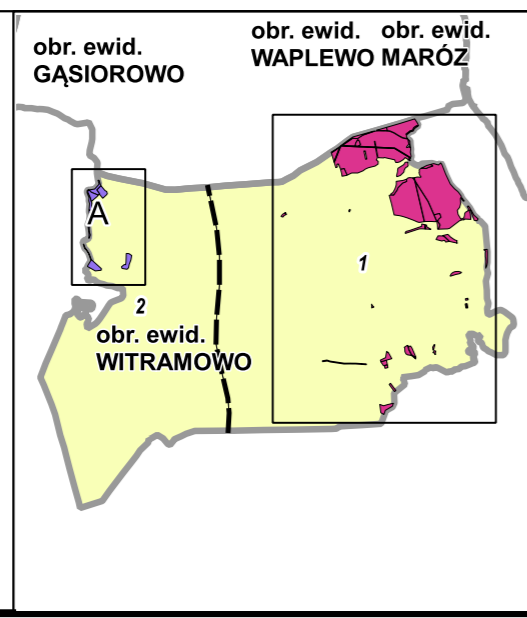 obr. ewid.
GĄSIOROWO
obr. ewid.
WAPLEWO
obr. ewid.
MARÓZ
A
1
2
obr. ewid.
WITRAMOWO